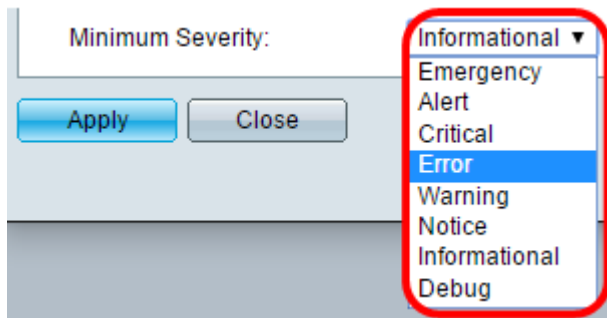 Minimum Severity: Informational ▼
Emergency
Alert
Apply Close
Critical
Error
Warning
Notice
Informational
Debug